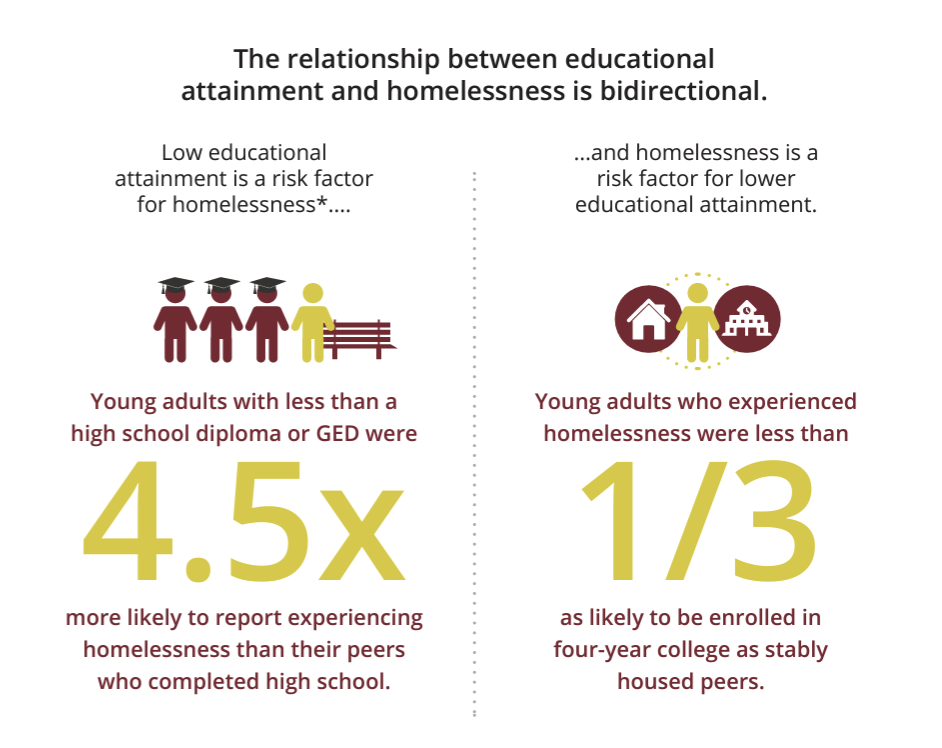 The relationship between educational
attainment and homelessness is bidirectional.
Low educational
attainment is a risk factor
for homelessness*....
Young adults with less than a
high school diploma or GED were
4.5x
more likely to report experiencing
homelessness than their peers
who completed high school.
...and homelessness is a
risk factor for lower
educational attainment.
Young adults who experienced
homelessness were less than
1/3
as likely to be enrolled in
four-year college as stably
housed peers.